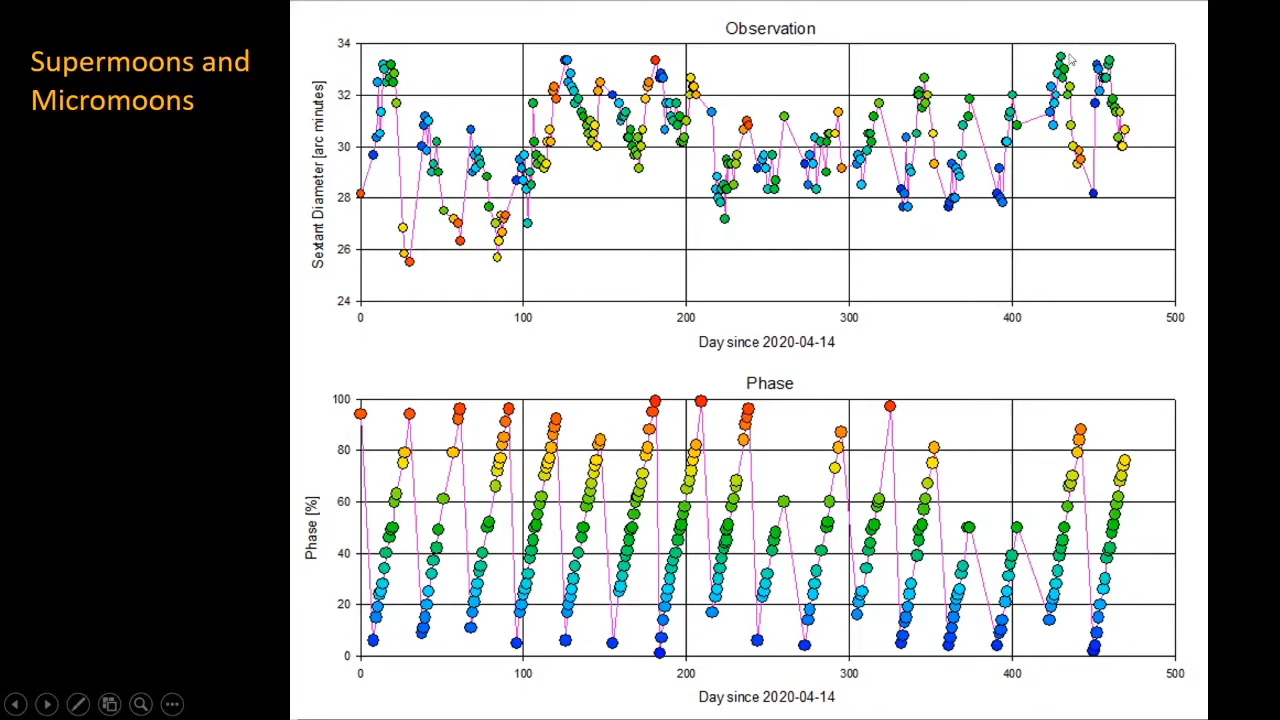 Supermoons and
Micromoons
Observation
Sextant Diameter [arc minutes]
34
32
30
28
26
24
0 100 200 300 400 500
Day since 2020-04-14
Phase
Phase [%]
100
80
60
40
20
0
0 100 200 300 400 500
Day since 2020-04-14